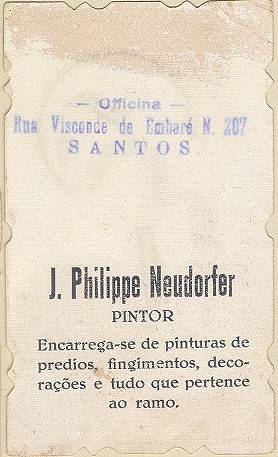 — Officina —
Rua Visconde de Embaré N. 207
SANTOS
J. Philippe Neudorfer
PINTOR
Encarrega-se de pinturas de
predios, fingimentos, deco-
rações e tudo que pertence
ao ramo.